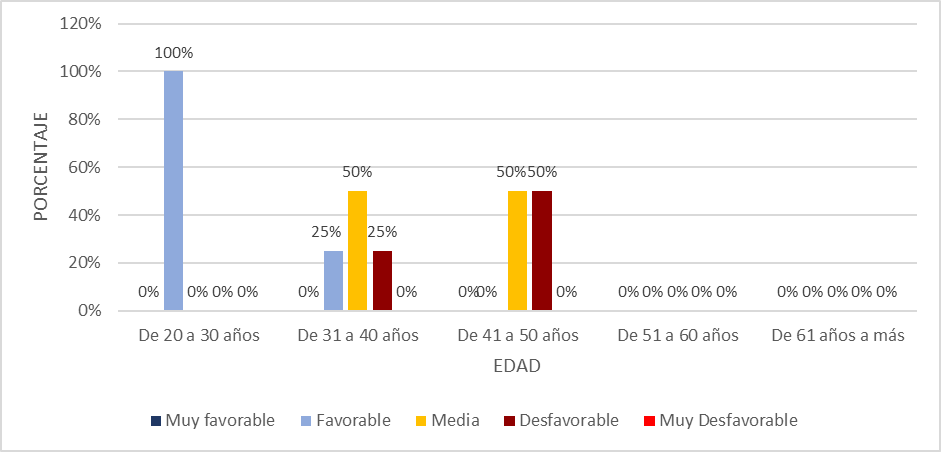 120%
100%
80%
60%
40%
20%
0%
PORCENTAJE
100%
50%
50% 50%
25% 25%
0% 0% 0% 0% 0% 0% 0% 0% 0% 0% 0% 0% 0% 0% 0% 0% 0% 0% 0%
De 20 a 30 años De 31 a 40 años De 41 a 50 años De 51 a 60 años De 61 años a más
EDAD
Muy favorable Favorable Media Desfavorable Muy Desfavorable